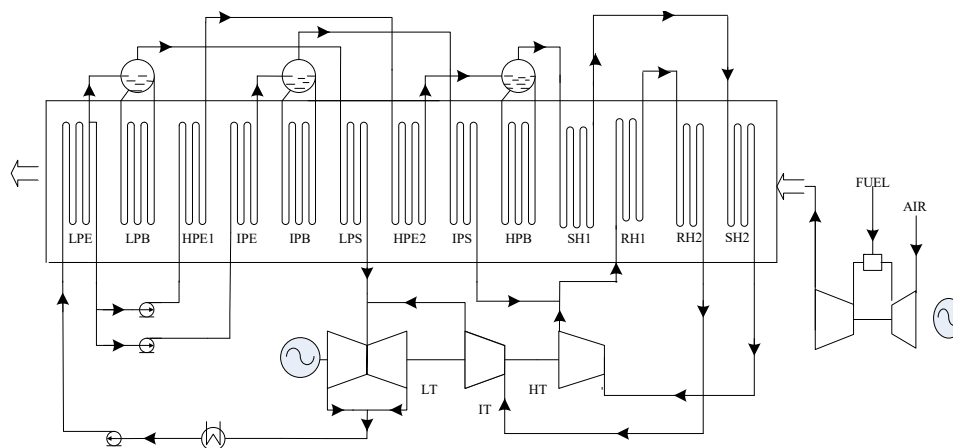 FUEL
AIR
LPE
LPB
HPE1
IPE
IPB
LPS
HPE2
IPS
HPB
SH1
RH1
RH2
SH2
LT
IT
HT